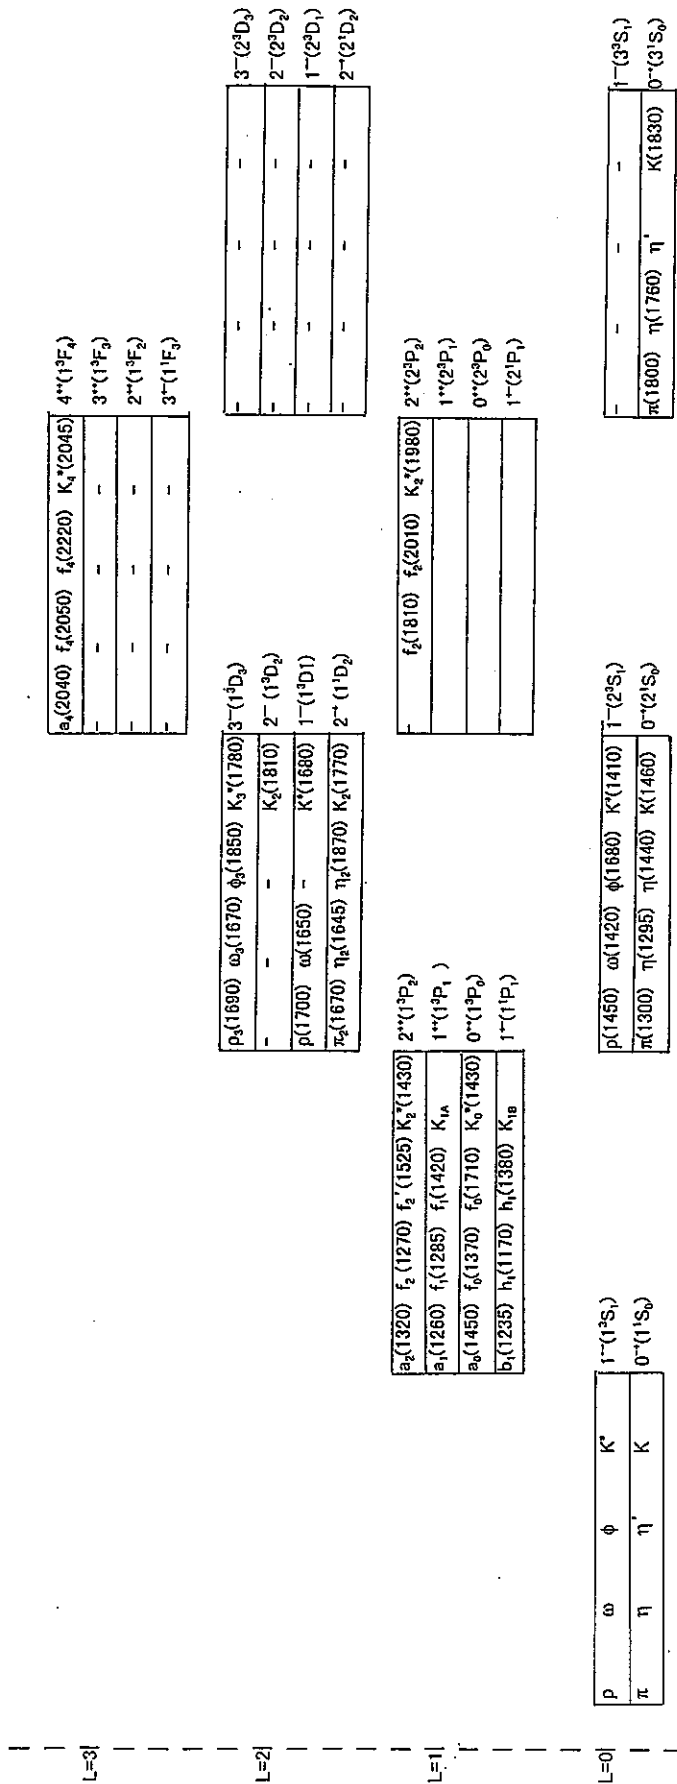 L=3
a₄(2040) f₄(2050) f₄(2220) K₄*(2045) 4⁺⁺(1³F₄)
– – – – 3⁺⁺(1³F₃)
– – – – 2⁺⁺(1³F₂)
– – – – 3⁺⁻(1¹F₃)
L=2
ρ₃(1690) ω₃(1670) ϕ₃(1850) K₃*(1780) 3⁻⁻(1³D₃)
– – – K₂(1810) 2⁻⁻(1³D₂)
ρ(1700) ω(1650) – K*(1680) 1⁻⁻(1³D1)
π₂(1670) η₂(1645) η₂(1870) K₂(1770) 2⁻⁺(1¹D₂)
– – – – 3⁻⁻(2³D₃)
– – – – 2⁻⁻(2³D₂)
– – – – 1⁻⁻(2³D₁)
– – – – 2⁻⁺(2¹D₂)
L=1
a₂(1320) f₂(1270) f₂'(1525) K₂*(1430) 2⁺⁺(1³P₂)
a₁(1260) f₁(1285) f₁(1420) K₁A 1⁺⁺(1³P₁)
a₀(1450) f₀(1370) f₀(1710) K₀*(1430) 0⁺⁺(1³P₀)
b₁(1235) h₁(1170) h₁(1380) K₁B 1⁺⁻(1¹P₁)
– f₂(1810) f₂(2010) K₂*(1980) 2⁺⁺(2³P₂)
1⁺⁺(2³P₁)
0⁺⁺(2³P₀)
1⁺⁻(2¹P₁)
L=0
ρ ω ϕ K* 1⁻⁻(1³S₁)
π η η' K 0⁻⁺(1¹S₀)
ρ(1450) ω(1420) ϕ(1680) K*(1410) 1⁻⁻(2³S₁)
π(1300) η(1295) η(1440) K(1460) 0⁻⁺(2¹S₀)
– – – – 1⁻⁻(3³S₁)
π(1800) η(1760) η' K(1830) 0⁻⁺(3¹S₀)